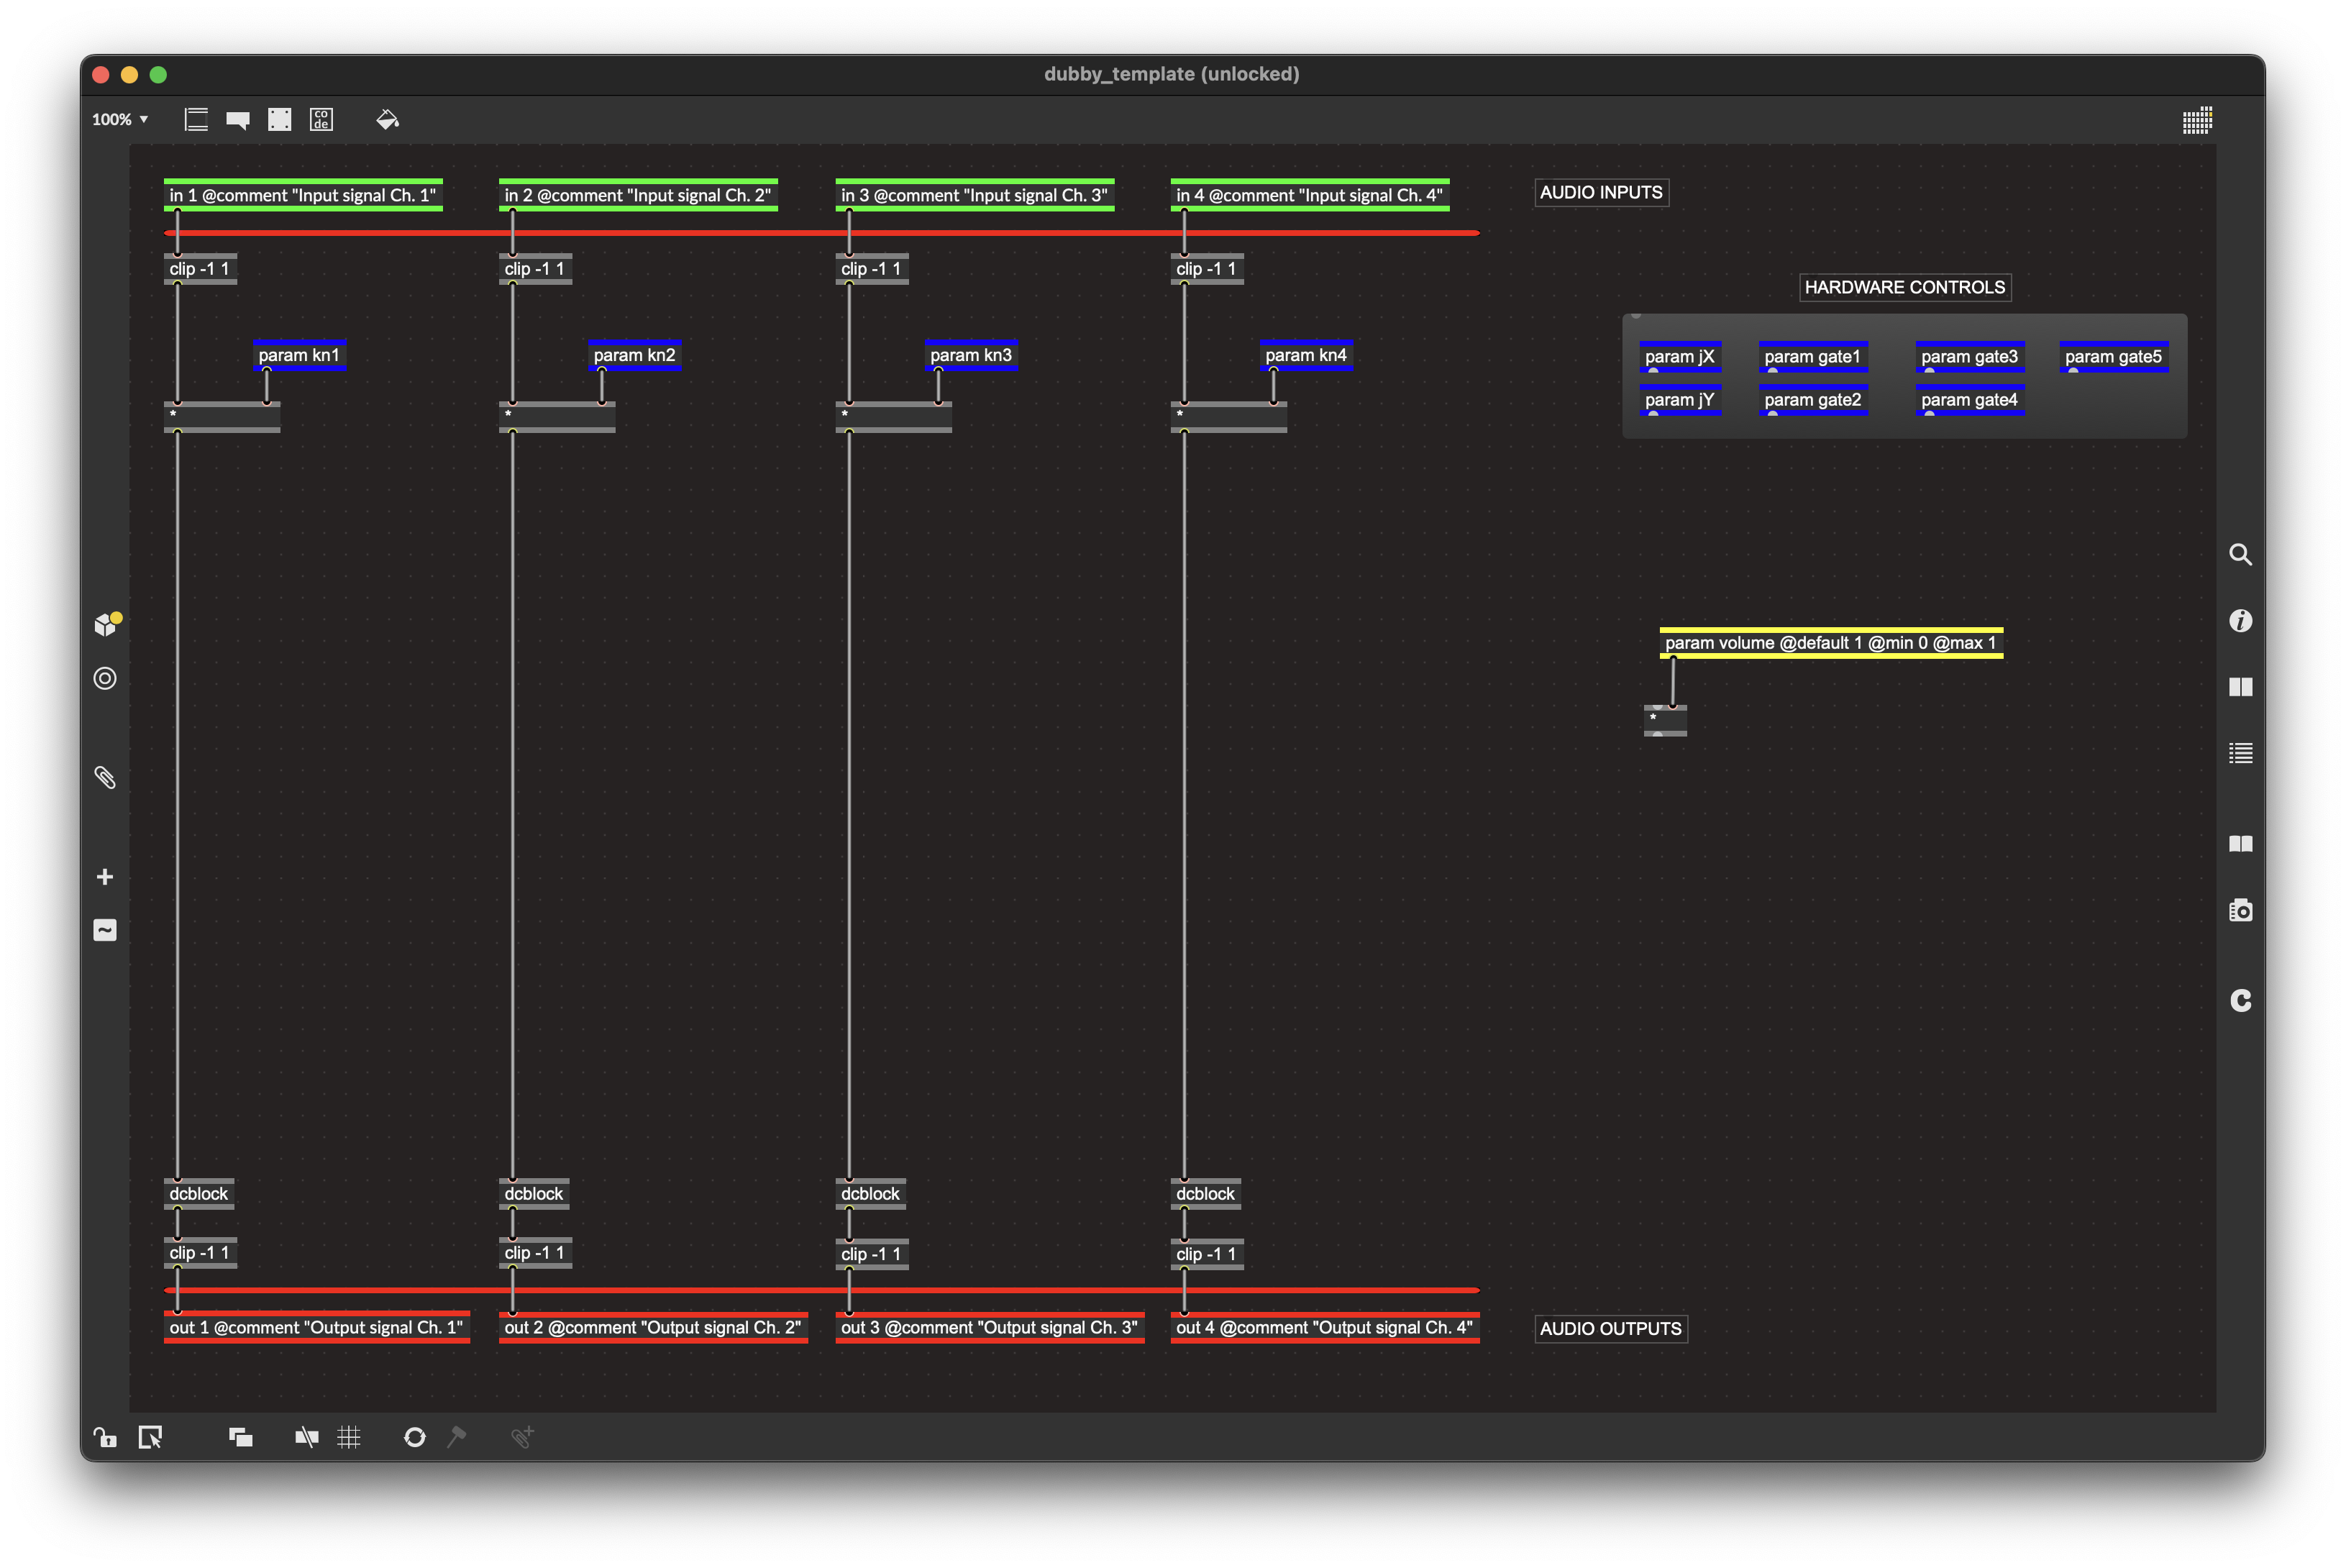 dubby_template (unlocked)
100%
co
de
in 1 @comment "Input signal Ch. 1"
in 2 @comment "Input signal Ch. 2"
in 3 @comment "Input signal Ch. 3"
in 4 @comment "Input signal Ch. 4"
AUDIO INPUTS
clip -1 1
clip -1 1
clip -1 1
clip -1 1
HARDWARE CONTROLS
param kn1
param kn2
param kn3
param kn4
param jX
param gate1
param gate3
param gate5
param jY
param gate2
param gate4
*
*
*
*
param volume @default 1 @min 0 @max 1
*
dcblock
dcblock
dcblock
dcblock
clip -1 1
clip -1 1
clip -1 1
clip -1 1
out 1 @comment "Output signal Ch. 1"
out 2 @comment "Output signal Ch. 2"
out 3 @comment "Output signal Ch. 3"
out 4 @comment "Output signal Ch. 4"
AUDIO OUTPUTS